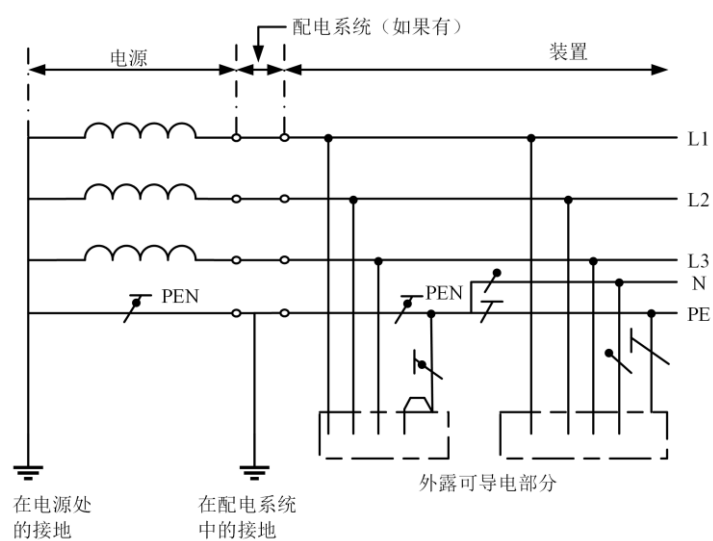 配电系统（如果有）
电源
装置
L1
L2
L3
N
PEN
PEN
PE
外露可导电部分
在电源处
的接地
在配电系统
中的接地